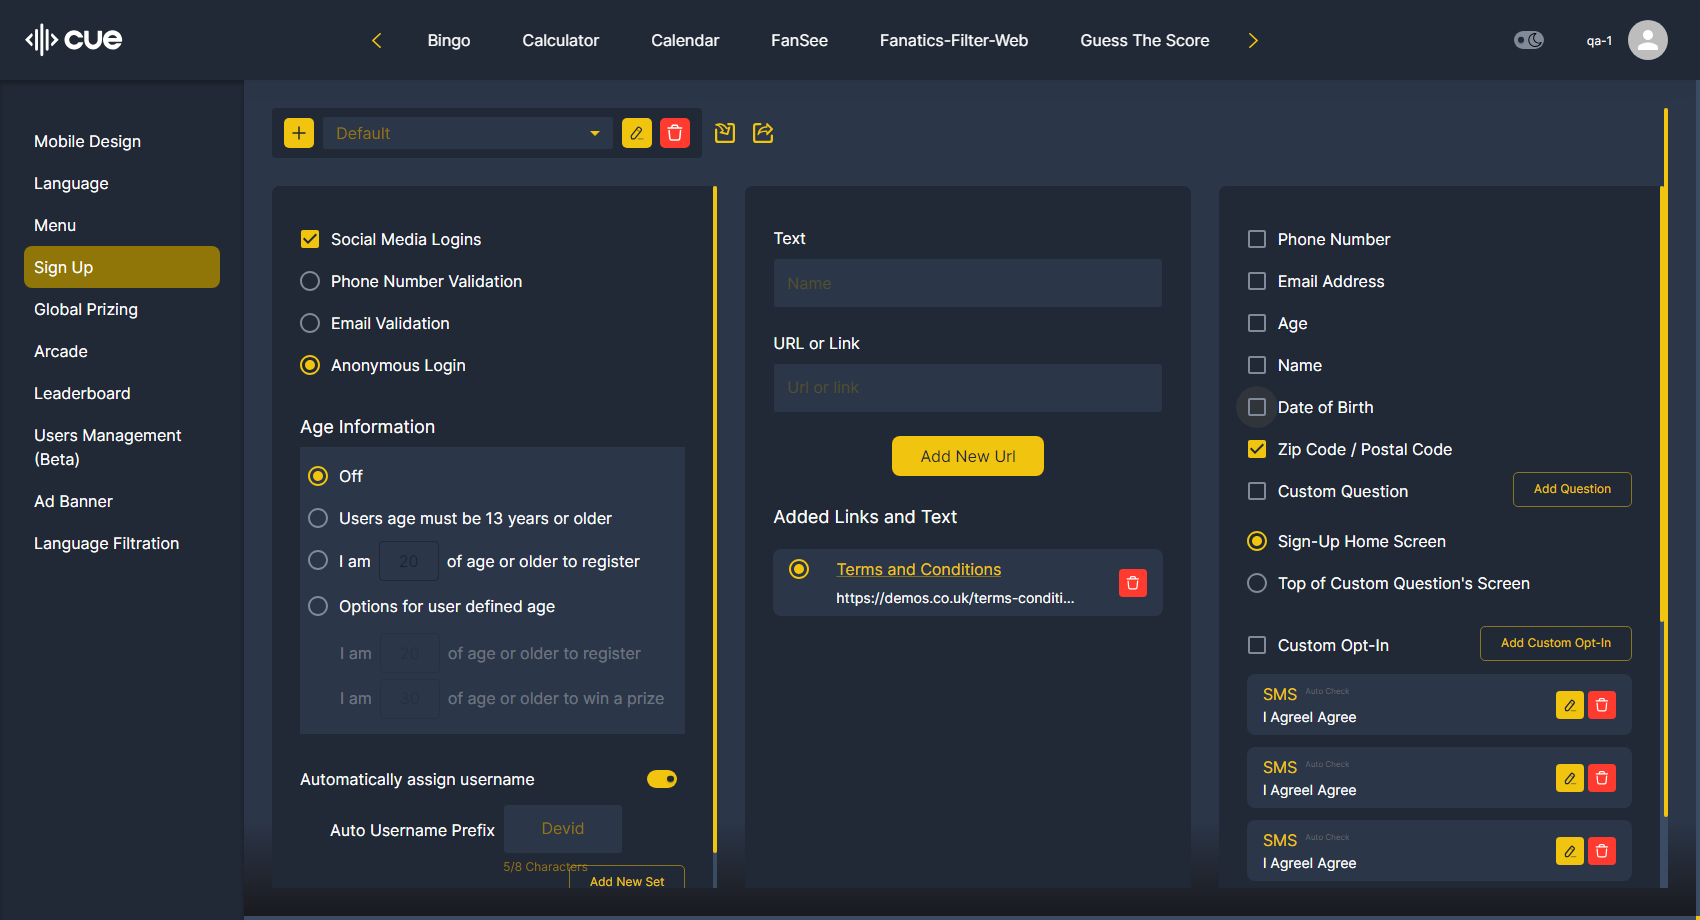 cue
Bingo
Calculator
Calendar
FanSee
Fanatics-Filter-Web
Guess The Score
qa-1
Mobile Design
Language
Menu
Sign Up
Global Prizing
Arcade
Leaderboard
Users Management
(Beta)
Ad Banner
Language Filtration
Default
Social Media Logins
Phone Number Validation
Email Validation
Anonymous Login
Age Information
Off
Users age must be 13 years or older
I am 20 of age or older to register
Options for user defined age
I am 20 of age or older to register
I am 30 of age or older to win a prize
Automatically assign username
Auto Username Prefix Devid
5/8 Characters
Add New Set
Text
Name
URL or Link
Url or link
Add New Url
Added Links and Text
Terms and Conditions
https://demos.co.uk/terms-conditi...
Phone Number
Email Address
Age
Name
Date of Birth
Zip Code / Postal Code
Custom Question
Add Question
Sign-Up Home Screen
Top of Custom Question's Screen
Custom Opt-In
Add Custom Opt-In
SMS Auto Check
I AgreeI Agree
SMS Auto Check
I AgreeI Agree
SMS Auto Check
I AgreeI Agree